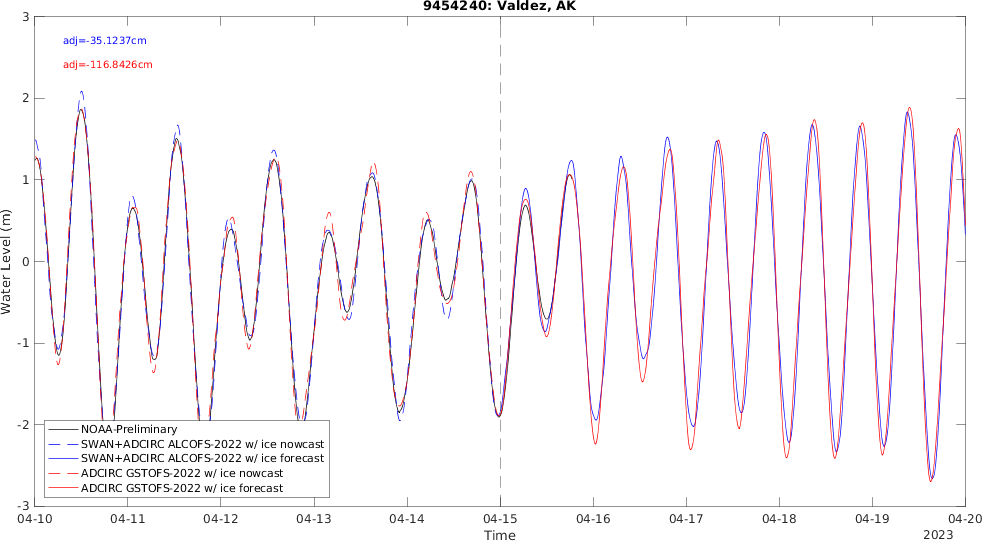 9454240: Valdez, AK
3
adj=-35.1237cm
adj=-116.8426cm
2
1
0
-1
-2
-3
Water Level (m)
NOAA-Preliminary
SWAN+ADCIRC ALCOFS-2022 w/ ice nowcast
SWAN+ADCIRC ALCOFS-2022 w/ ice forecast
ADCIRC GSTOFS-2022 w/ ice nowcast
ADCIRC GSTOFS-2022 w/ ice forecast
04-10 04-11 04-12 04-13 04-14 04-15 04-16 04-17 04-18 04-19 04-20
Time
2023